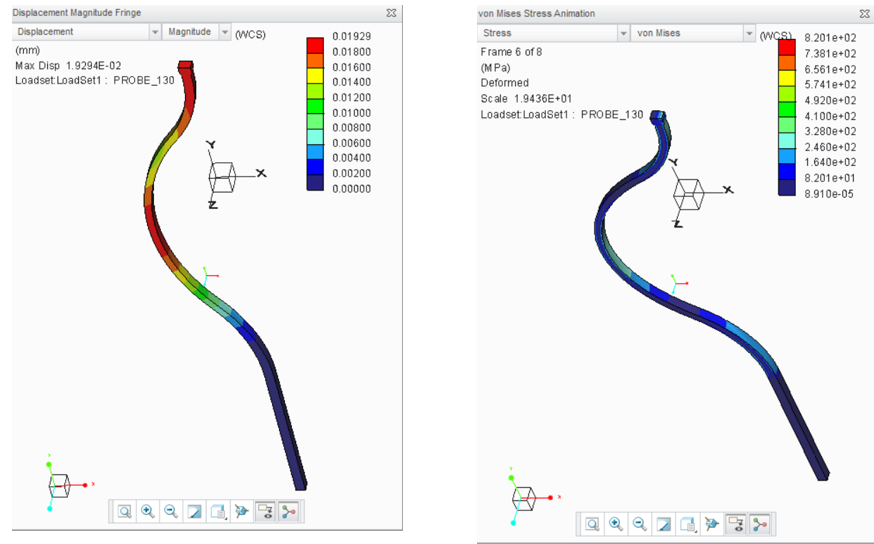 Displacement Magnitude Fringe
Displacement Magnitude (WCS)
(mm)
Max Disp 1.9294E-02
Loadset:LoadSet1 : PROBE_130
0.01929
0.01800
0.01600
0.01400
0.01200
0.01000
0.00800
0.00600
0.00400
0.00200
0.00000
Y
X
Z
Y
X
von Mises Stress Animation
Stress von Mises (WCS)
Frame 6 of 8
(MPa)
Deformed
Scale 1.9436E+01
Loadset:LoadSet1 : PROBE_130
8.201e+02
7.381e+02
6.561e+02
5.741e+02
4.920e+02
4.100e+02
3.280e+02
2.460e+02
1.640e+02
8.201e+01
8.910e-05
Y
X
Z
Y
X